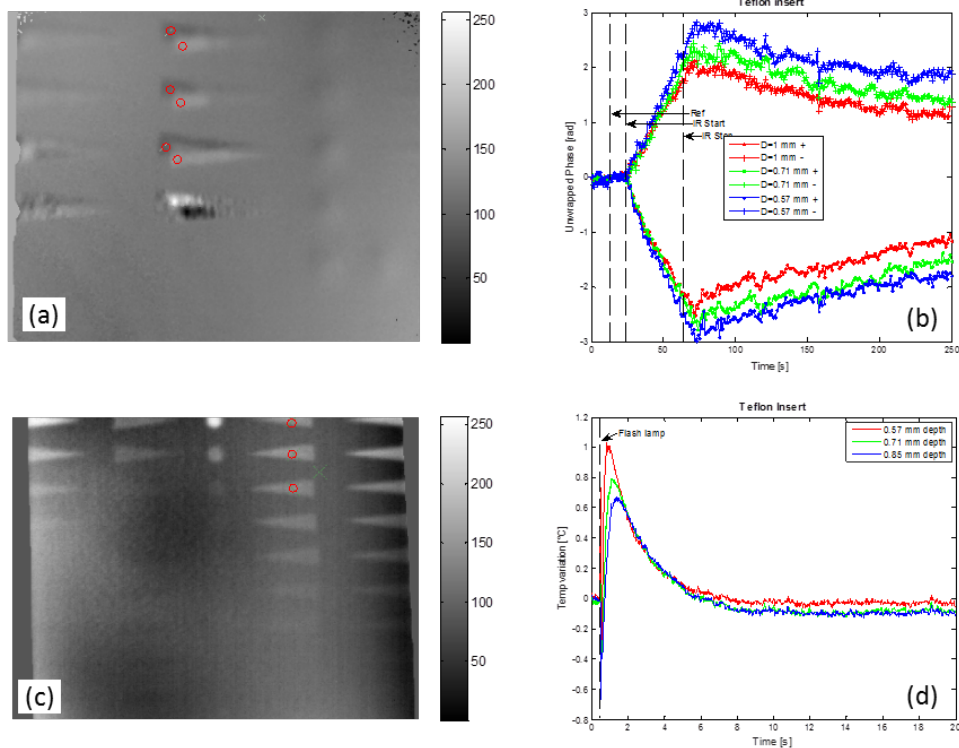 250
200
150
100
50
(a)
Teflon Insert
3
2
1
0
-1
-2
-3
Unwrapped Phase [rad]
Ref
IR Start
IR Stop
D=1 mm +
D=1 mm -
D=0.71 mm +
D=0.71 mm -
D=0.57 mm +
D=0.57 mm -
(b)
0 50 100 150 200 250
Time [s]
250
200
150
100
50
(c)
Teflon Insert
1.2
1
0.8
0.6
0.4
0.2
0
-0.2
-0.4
-0.6
-0.8
Temp variation [°C]
Flash lamp
0.57 mm depth
0.71 mm depth
0.85 mm depth
(d)
0 2 4 6 8 10 12 14 16 18 20
Time [s]